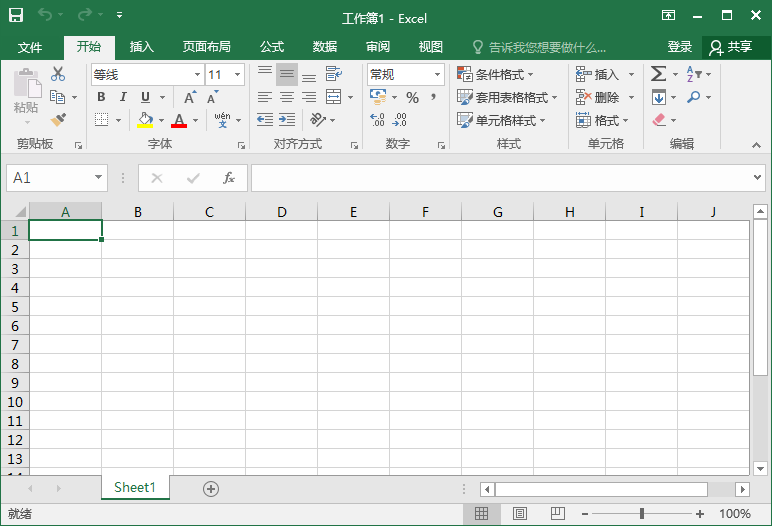 工作簿1 - Excel
文件 开始 插入 页面布局 公式 数据 审阅 视图 告诉我您想要做什么... 登录 共享
粘贴 等线 11 常规 条件格式 插入
B I U A A % , 套用表格格式 删除
A wén 文 .0 .00 单元格样式 格式
剪贴板 字体 对齐方式 数字 样式 单元格 编辑
A1 fx
A B C D E F G H I J
1
2
3
4
5
6
7
8
9
10
11
12
13
14
Sheet1
就绪 100%